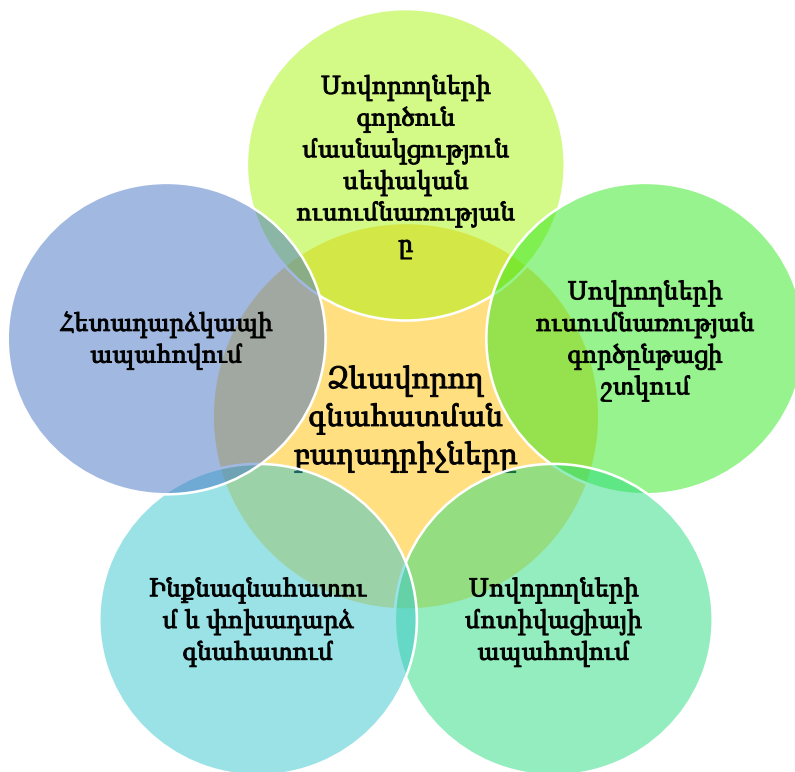 Սովորողների
գործուն
մասնակցություն
սեփական
ուսումնառության
ը
Սովրողների
ուսումնառության
գործընթացի
շտկում
Հետադարձկապի
ապահովում
Ձևավորող
գնահատման
բաղադրիչները
Ինքնագնահատու
մ և փոխադարձ
գնահատում
Սովորողների
մոտիվացիայի
ապահովում